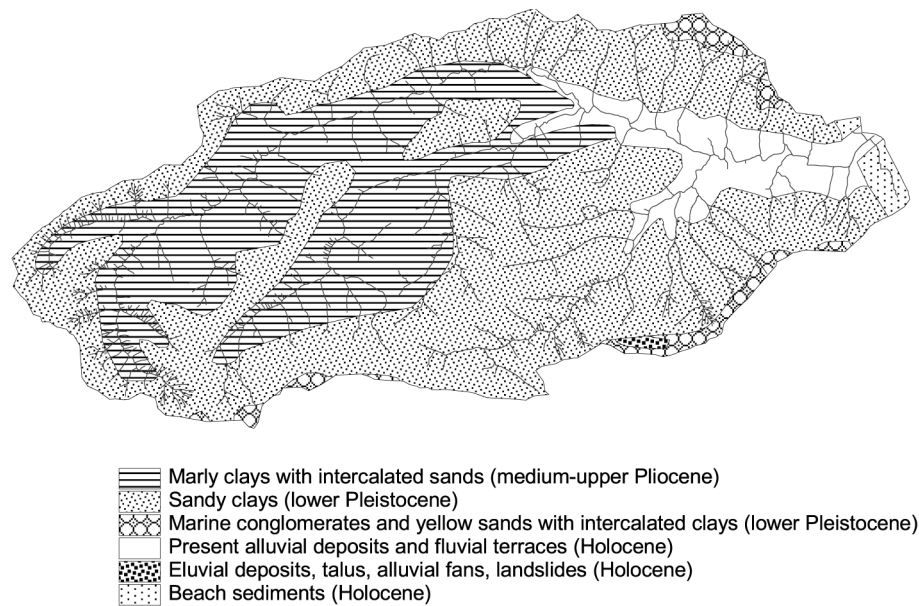 Marly clays with intercalated sands (medium-upper Pliocene)
Sandy clays (lower Pleistocene)
Marine conglomerates and yellow sands with intercalated clays (lower Pleistocene)
Present alluvial deposits and fluvial terraces (Holocene)
Eluvial deposits, talus, alluvial fans, landslides (Holocene)
Beach sediments (Holocene)